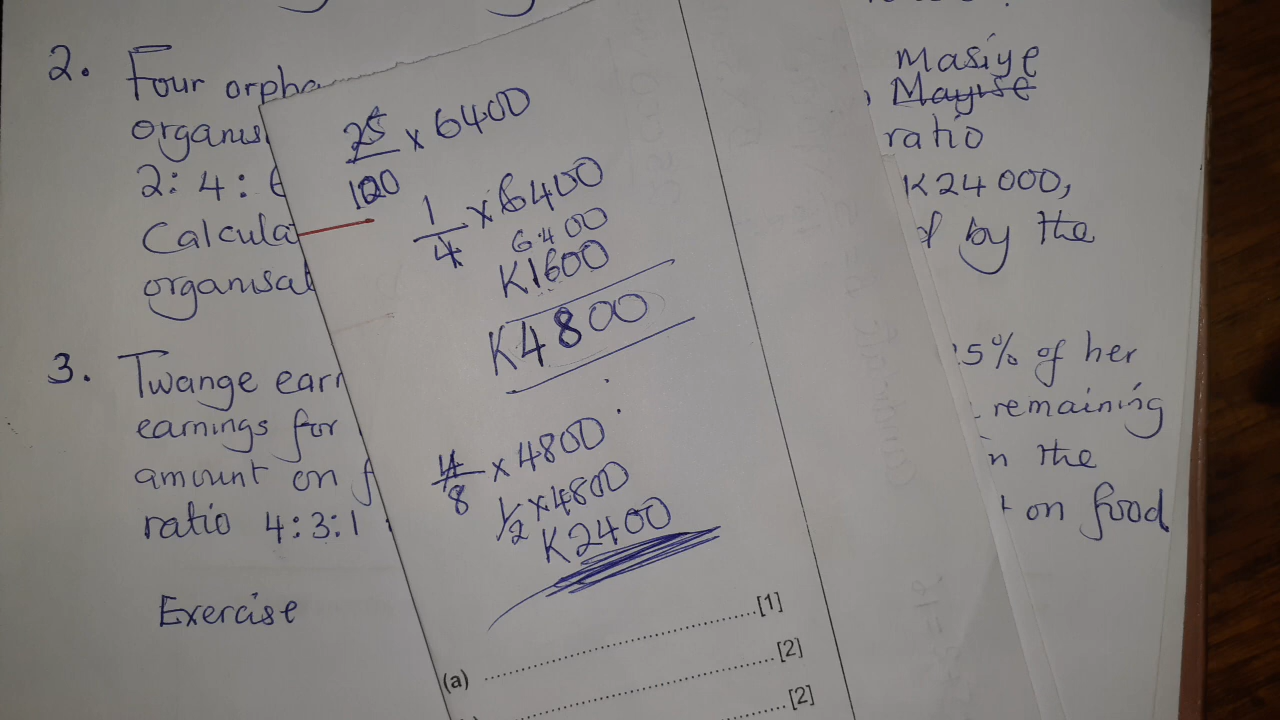 2. Four orpha
organis
2: 4: 6
Calcula
organisat
3. Twange earn
earnings for
amount on f
ratio 4:3:1
Exercise
25/100 x 6400
1/4 x 6400
6400
K1600
K4800
4/8 x 4800
1/2 x 4800
K2400
[1]
(a) [2]
[2]
Masiye
Mayise
ratio
K24 000,
by the
5% of her
remaining
n the
on food